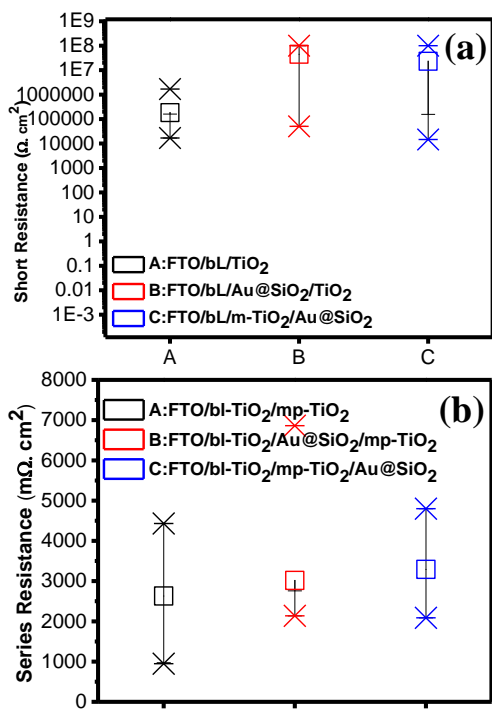 (a)
Short Resistance (Ω. cm²)
1E9
1E8
1E7
1000000
100000
10000
1000
100
10
1
0.1
0.01
1E-3
A:FTO/bL/TiO₂
B:FTO/bL/Au@SiO₂/TiO₂
C:FTO/bL/m-TiO₂/Au@SiO₂
A B C
(b)
Series Resistance (mΩ. cm²)
8000
7000
6000
5000
4000
3000
2000
1000
0
A:FTO/bl-TiO₂/mp-TiO₂
B:FTO/bl-TiO₂/Au@SiO₂/mp-TiO₂
C:FTO/bl-TiO₂/mp-TiO₂/Au@SiO₂